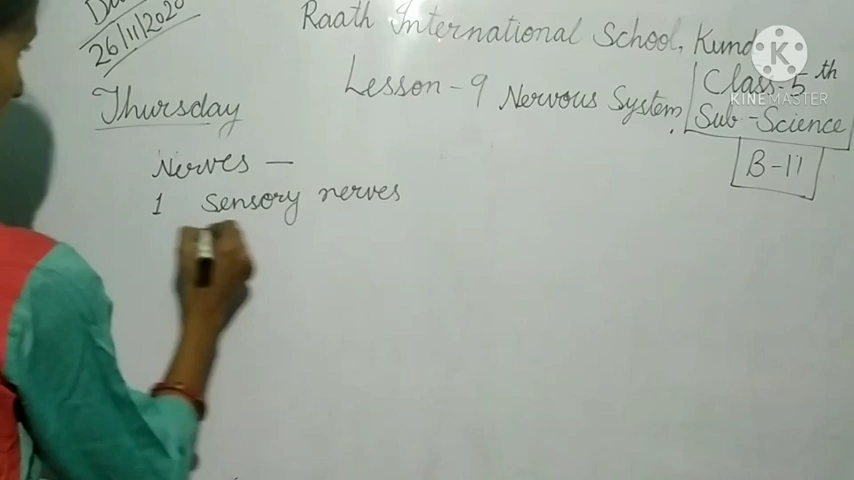 Raath International School, Kund
26/11/2020
Lesson-9 Nervous System.
Class-5th
Sub-Science
B-11
Thursday
Nerves —
1 Sensory nerves
KINEMASTER